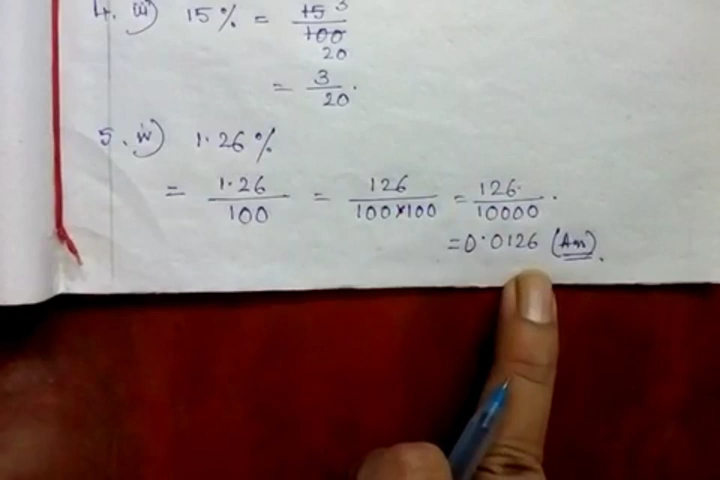 4. iii) 15% = 15 3 / 100 20
= 3/20.
5. iv) 1.26%
= 1.26/100 = 126/100×100 = 126/10000.
=0.0126 (Ans).